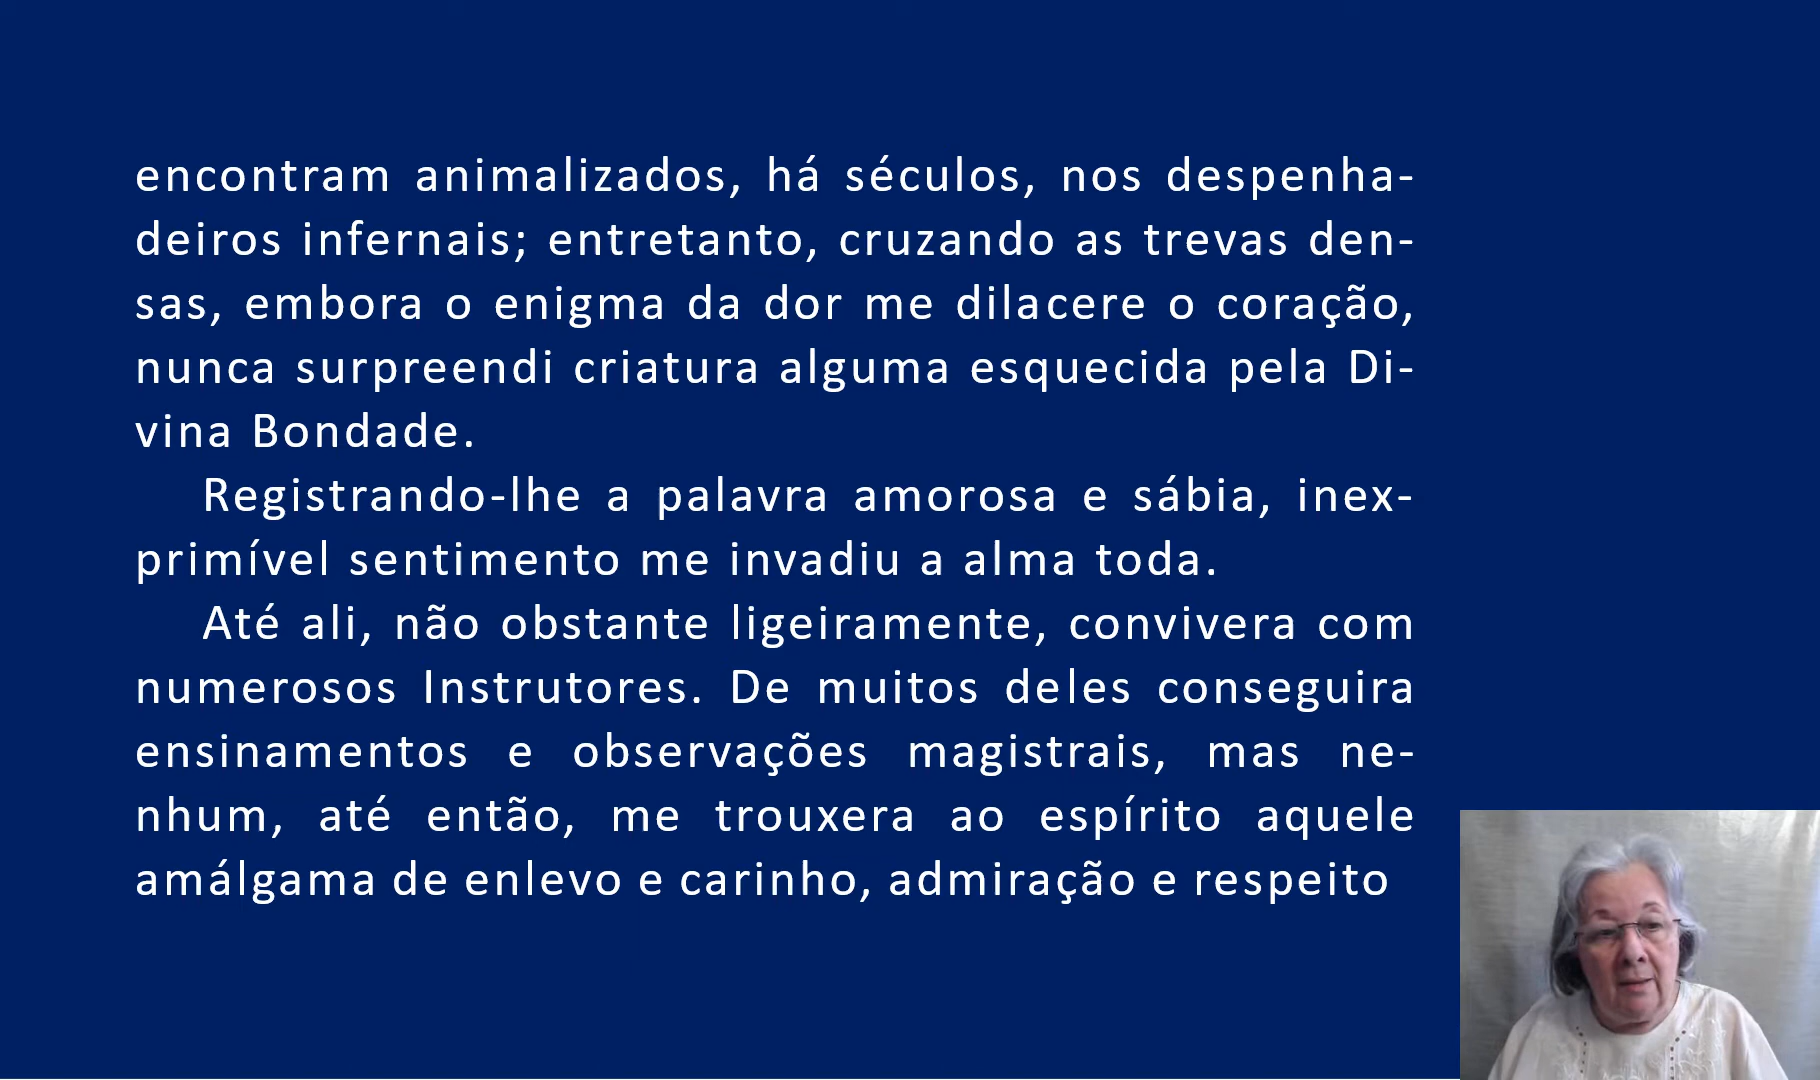 encontram animalizados, há séculos, nos despenha-
deiros infernais; entretanto, cruzando as trevas den-
sas, embora o enigma da dor me dilacere o coração,
nunca surpreendi criatura alguma esquecida pela Di-
vina Bondade.
Registrando-lhe a palavra amorosa e sábia, inex-
primível sentimento me invadiu a alma toda.
Até ali, não obstante ligeiramente, convivera com
numerosos Instrutores. De muitos deles conseguira
ensinamentos e observações magistrais, mas ne-
nhum, até então, me trouxera ao espírito aquele
amálgama de enlevo e carinho, admiração e respeito